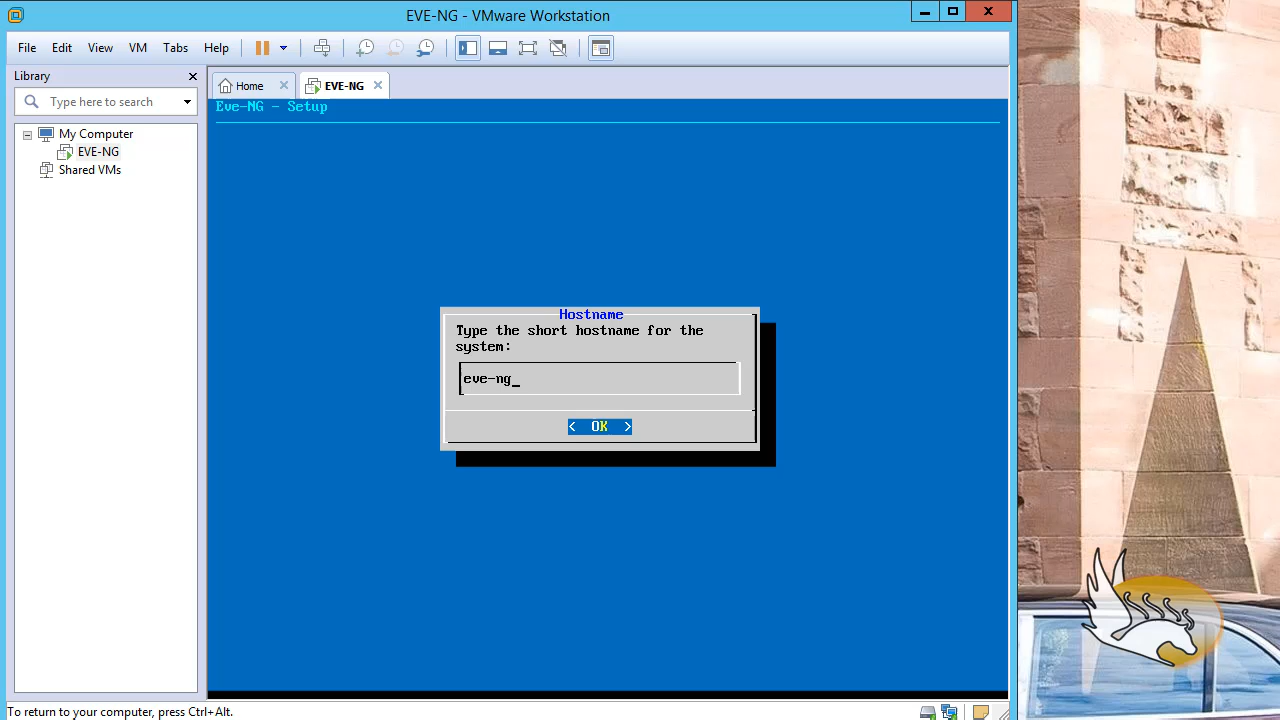 EVE-NG - VMware Workstation
File Edit View VM Tabs Help
Library
Type here to search
My Computer
EVE-NG
Shared VMs
Home
EVE-NG
Eve-NG - Setup
Hostname
Type the short hostname for the
system:
eve-ng_
< OK >
To return to your computer, press Ctrl+Alt.